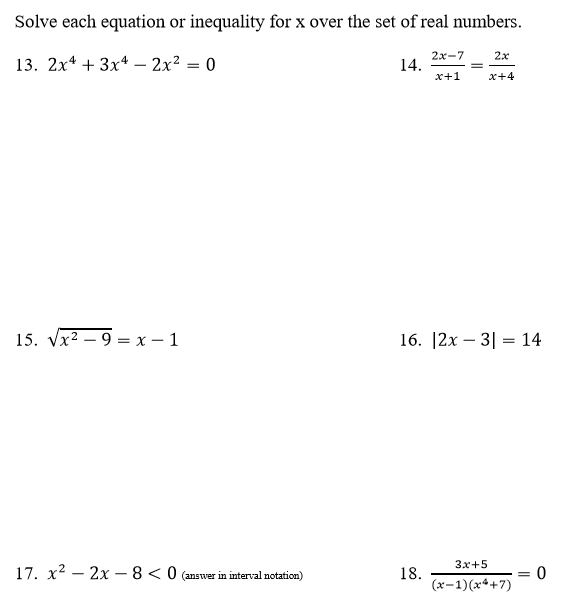 Solve each equation or inequality for x over the set of real numbers.
13. 2x⁴ + 3x⁴ − 2x² = 0
14. (2x−7)/(x+1) = (2x)/(x+4)
15. √(x² − 9) = x − 1
16. |2x − 3| = 14
17. x² − 2x − 8 < 0 (answer in interval notation)
18. (3x+5)/((x−1)(x⁴+7)) = 0